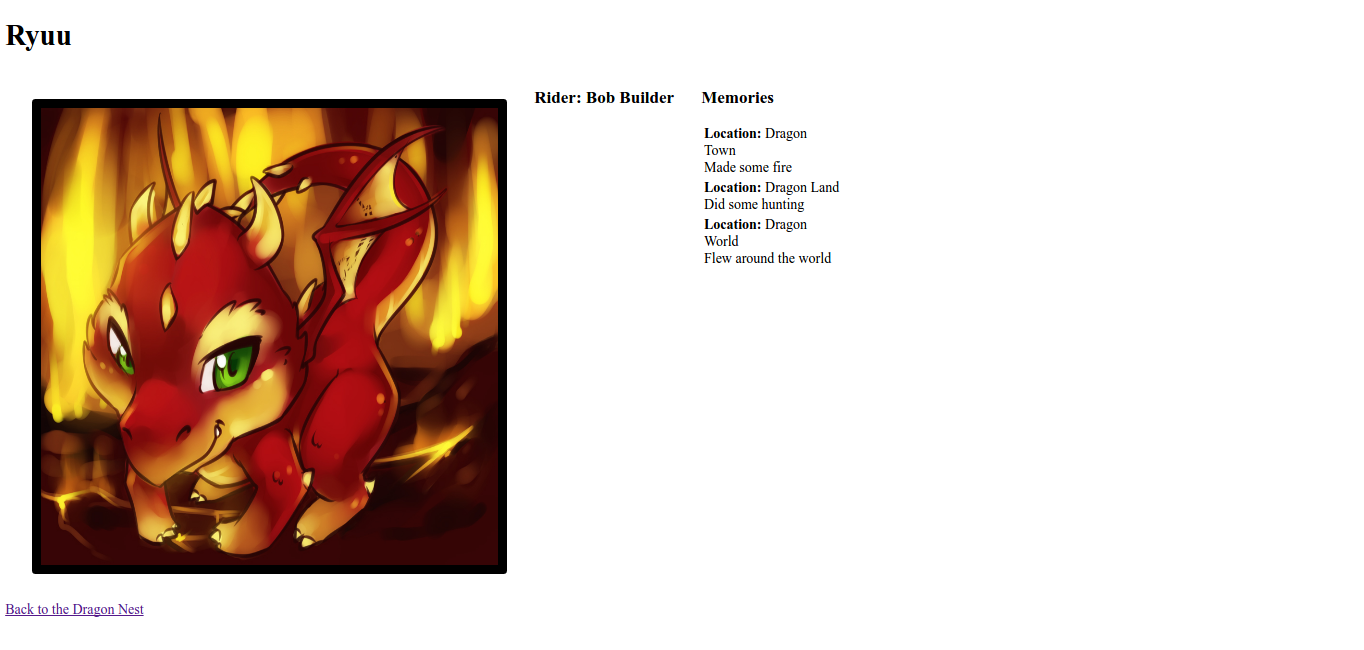 Ryuu
Rider: Bob Builder
Memories
Location: Dragon
Town
Made some fire
Location: Dragon Land
Did some hunting
Location: Dragon
World
Flew around the world
Back to the Dragon Nest